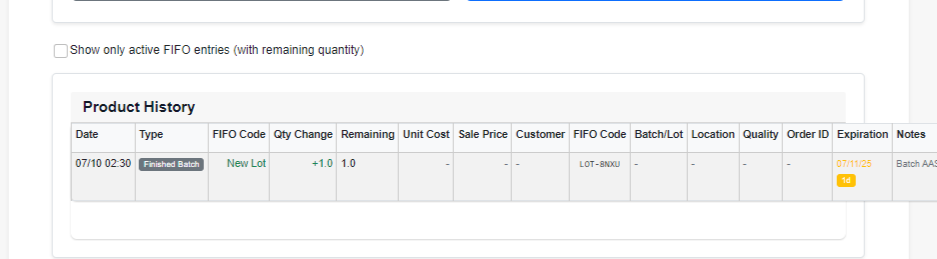 Show only active FIFO entries (with remaining quantity)
Product History
Date Type FIFO Code Qty Change Remaining Unit Cost Sale Price Customer FIFO Code Batch/Lot Location Quality Order ID Expiration Notes
07/10 02:30 Finished Batch New Lot +1.0 1.0 - - - LOT-8NXU - - - - 07/11/25 Batch AAS
1d